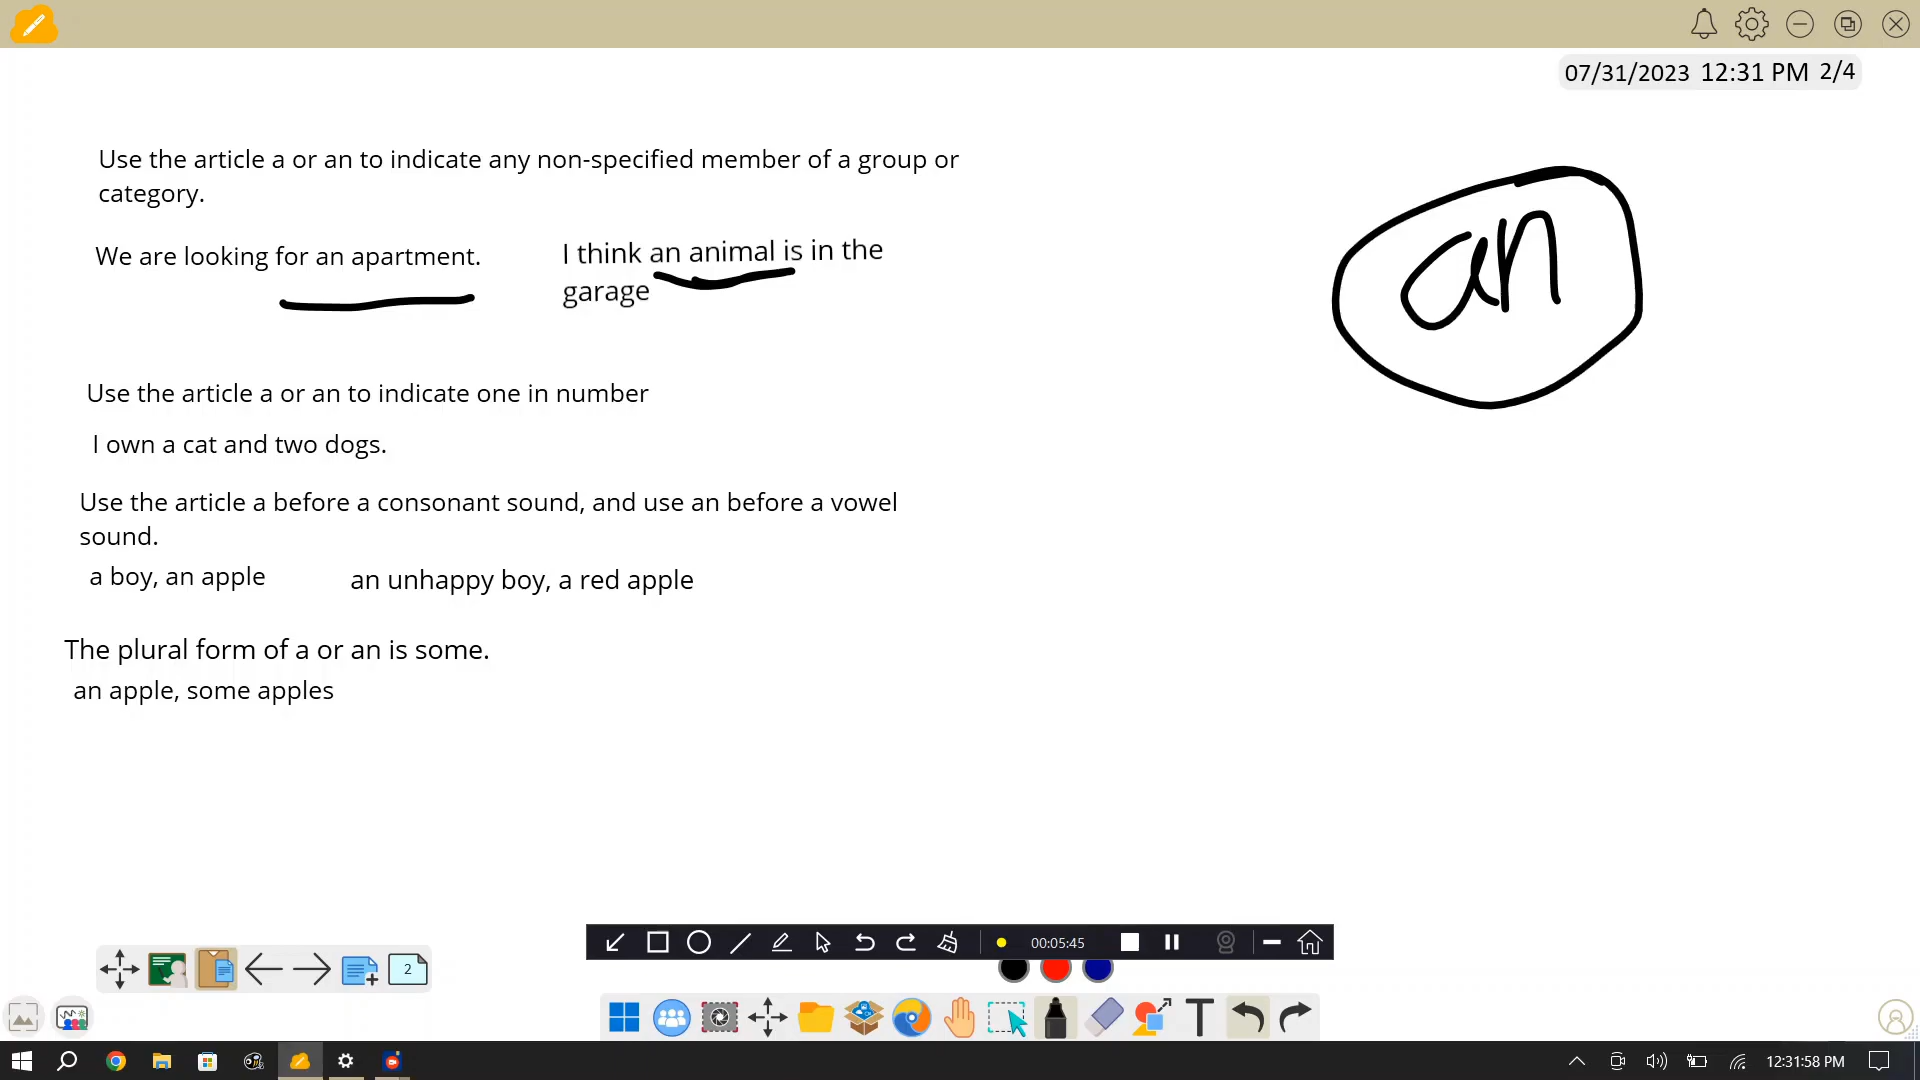 07/31/2023 12:31 PM 2/4
Use the article a or an to indicate any non-specified member of a group or
category.
an
We are looking for an apartment.
I think an animal is in the
garage
Use the article a or an to indicate one in number
I own a cat and two dogs.
Use the article a before a consonant sound, and use an before a vowel
sound.
a boy, an apple
an unhappy boy, a red apple
The plural form of a or an is some.
an apple, some apples
00:05:45
2
T
12:31:58 PM